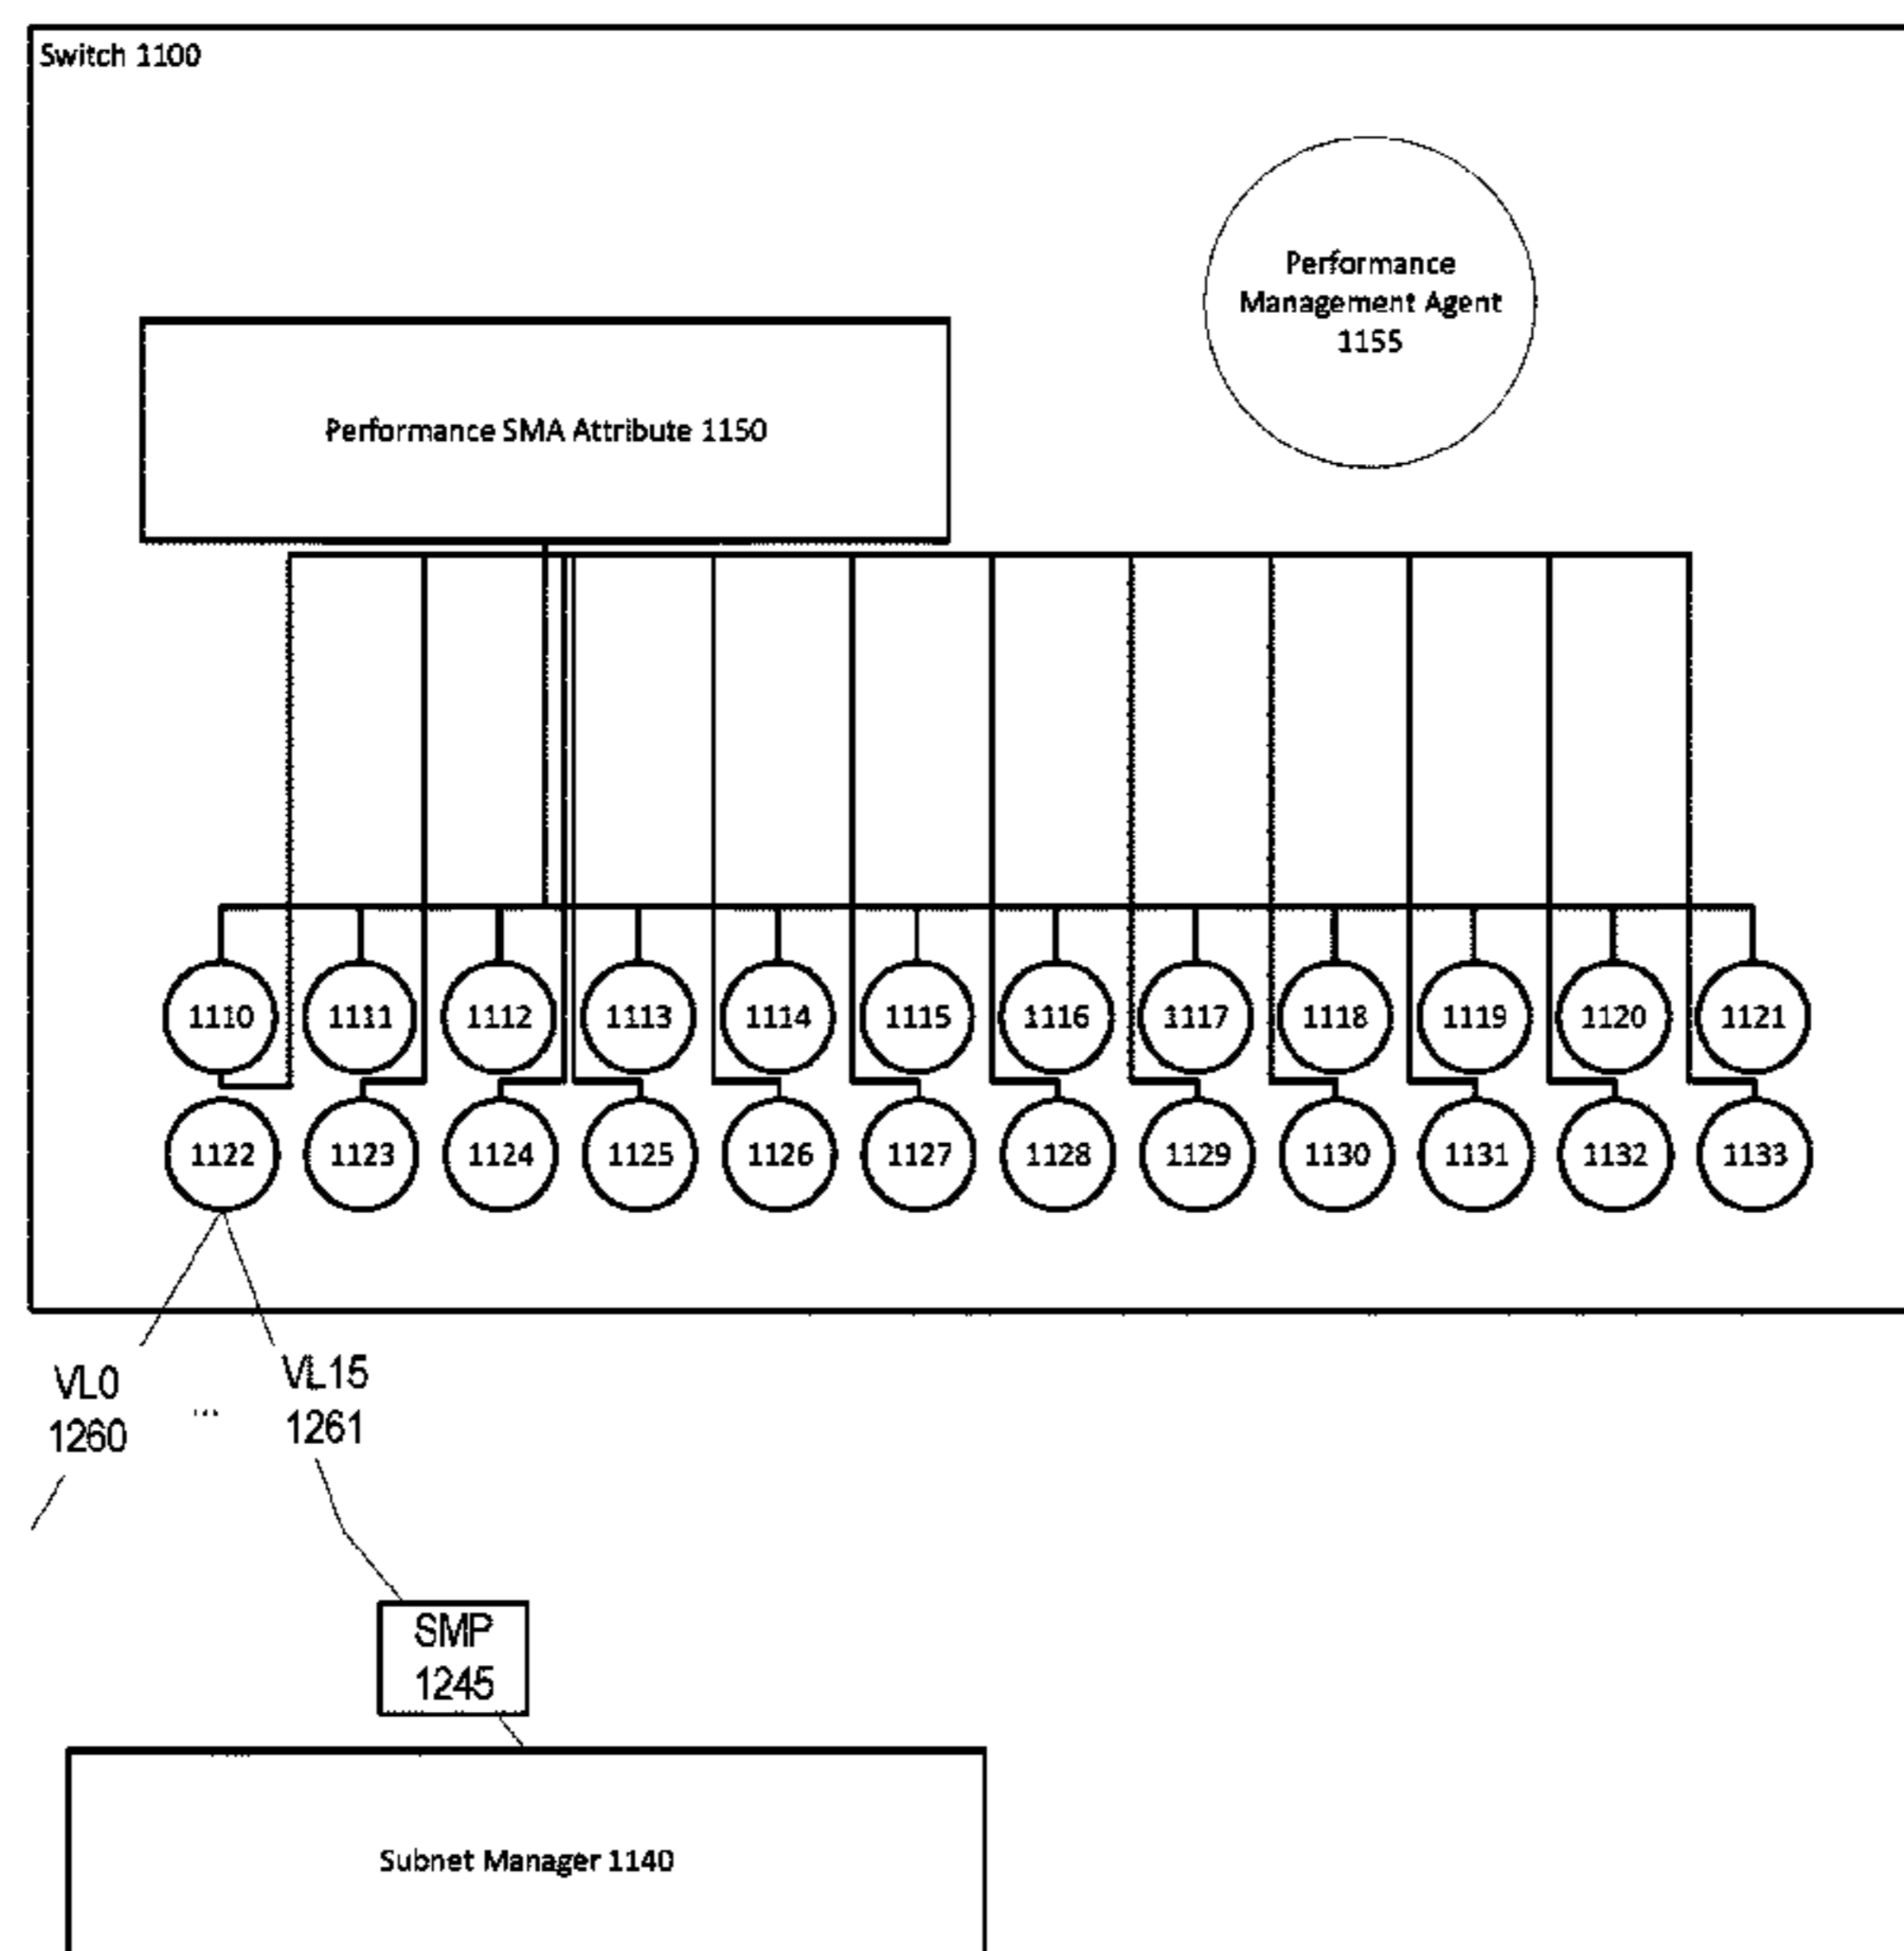 Switch 1100
Performance
Management Agent
1155
Performance SMA Attribute 1150
1110 1111 1112 1113 1114 1115 1116 1117 1118 1119 1120 1121
1122 1123 1124 1125 1126 1127 1128 1129 1130 1131 1132 1133
VL0 ... VL15
1260 1261
SMP
1245
Subnet Manager 1140